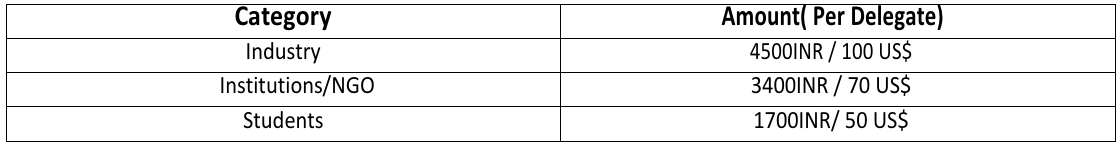 Category Amount( Per Delegate)
Industry 4500INR / 100 US$
Institutions/NGO 3400INR / 70 US$
Students 1700INR/ 50 US$